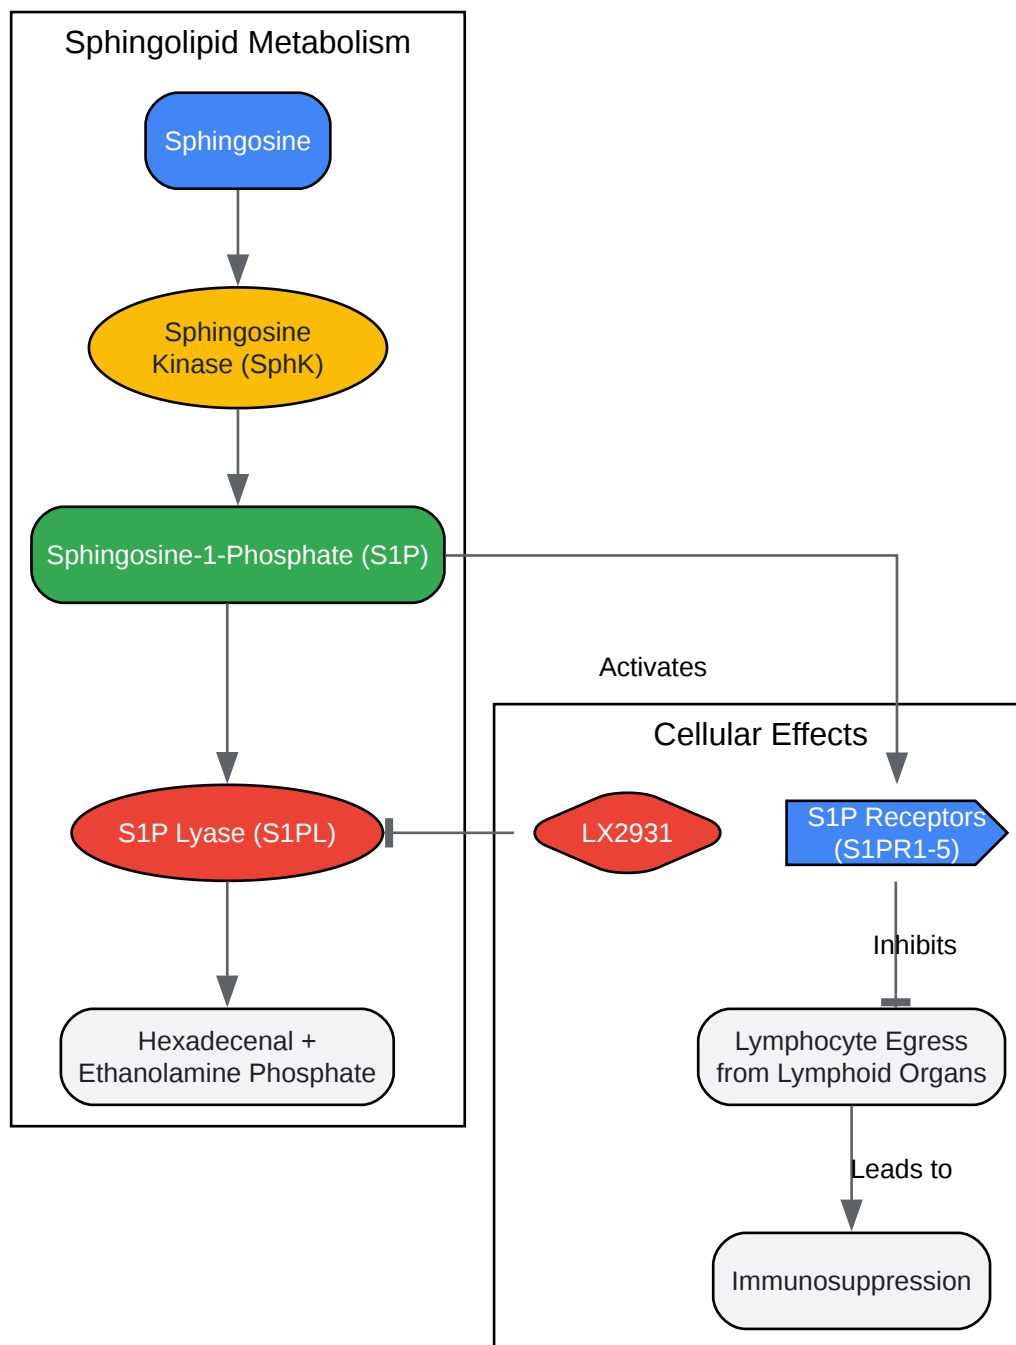 Sphingolipid Metabolism
Sphingosine
Sphingosine
Kinase (SphK)
Sphingosine-1-Phosphate (S1P)
Activates
Cellular Effects
S1P Lyase (S1PL)
LX2931
S1P Receptors
(S1PR1-5)
Inhibits
Hexadecenal +
Ethanolamine Phosphate
Lymphocyte Egress
from Lymphoid Organs
Leads to
Immunosuppression